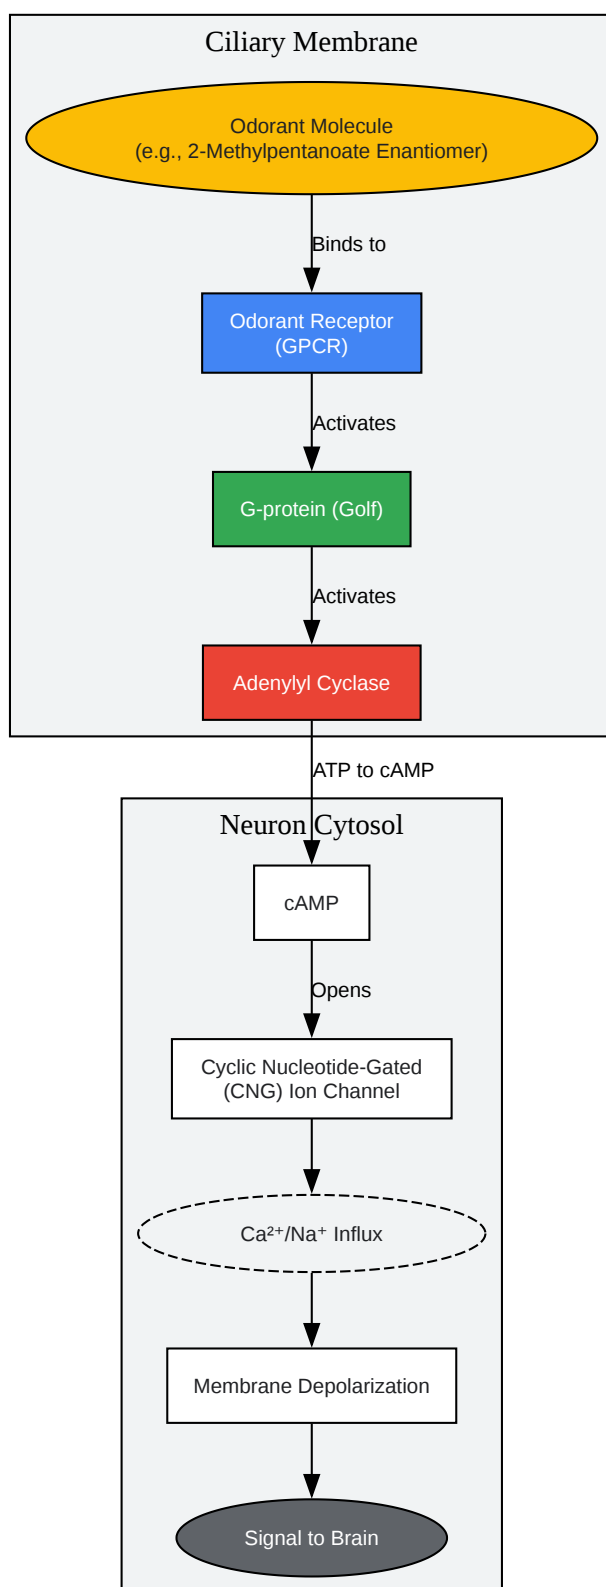 Ciliary Membrane
Odorant Molecule
(e.g., 2-Methylpentanoate Enantiomer)
Binds to
Odorant Receptor
(GPCR)
Activates
G-protein (Golf)
Activates
Adenylyl Cyclase
ATP to cAMP
Neuron Cytosol
cAMP
Opens
Cyclic Nucleotide-Gated
(CNG) Ion Channel
Ca²⁺/Na⁺ Influx
Membrane Depolarization
Signal to Brain